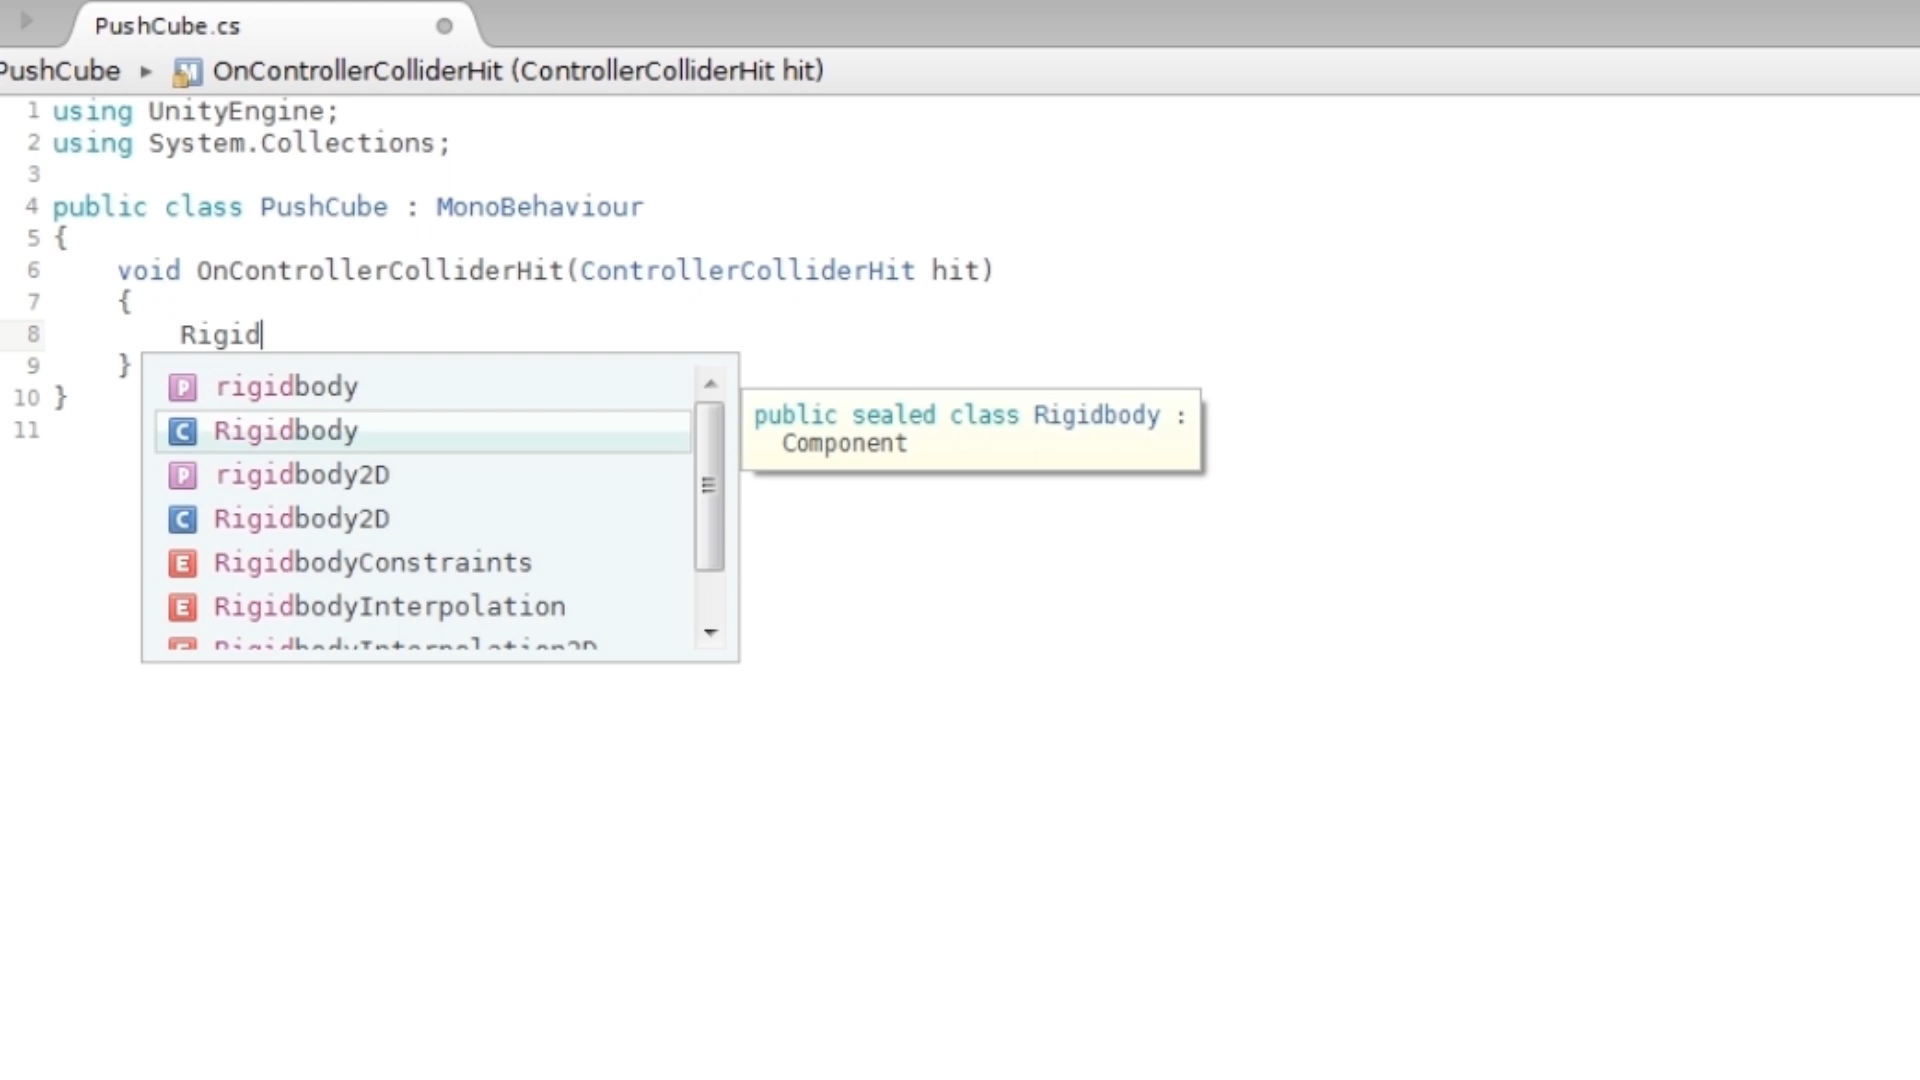 PushCube.cs
PushCube ▸ OnControllerColliderHit (ControllerColliderHit hit)
1 using UnityEngine;
2 using System.Collections;
3
4 public class PushCube : MonoBehaviour
5 {
6 void OnControllerColliderHit(ControllerColliderHit hit)
7 {
8 Rigid
9 }
10 }
11
P rigidbody
C Rigidbody
P rigidbody2D
C Rigidbody2D
E RigidbodyConstraints
E RigidbodyInterpolation
E RigidbodyInterpolation2D
public sealed class Rigidbody :
Component